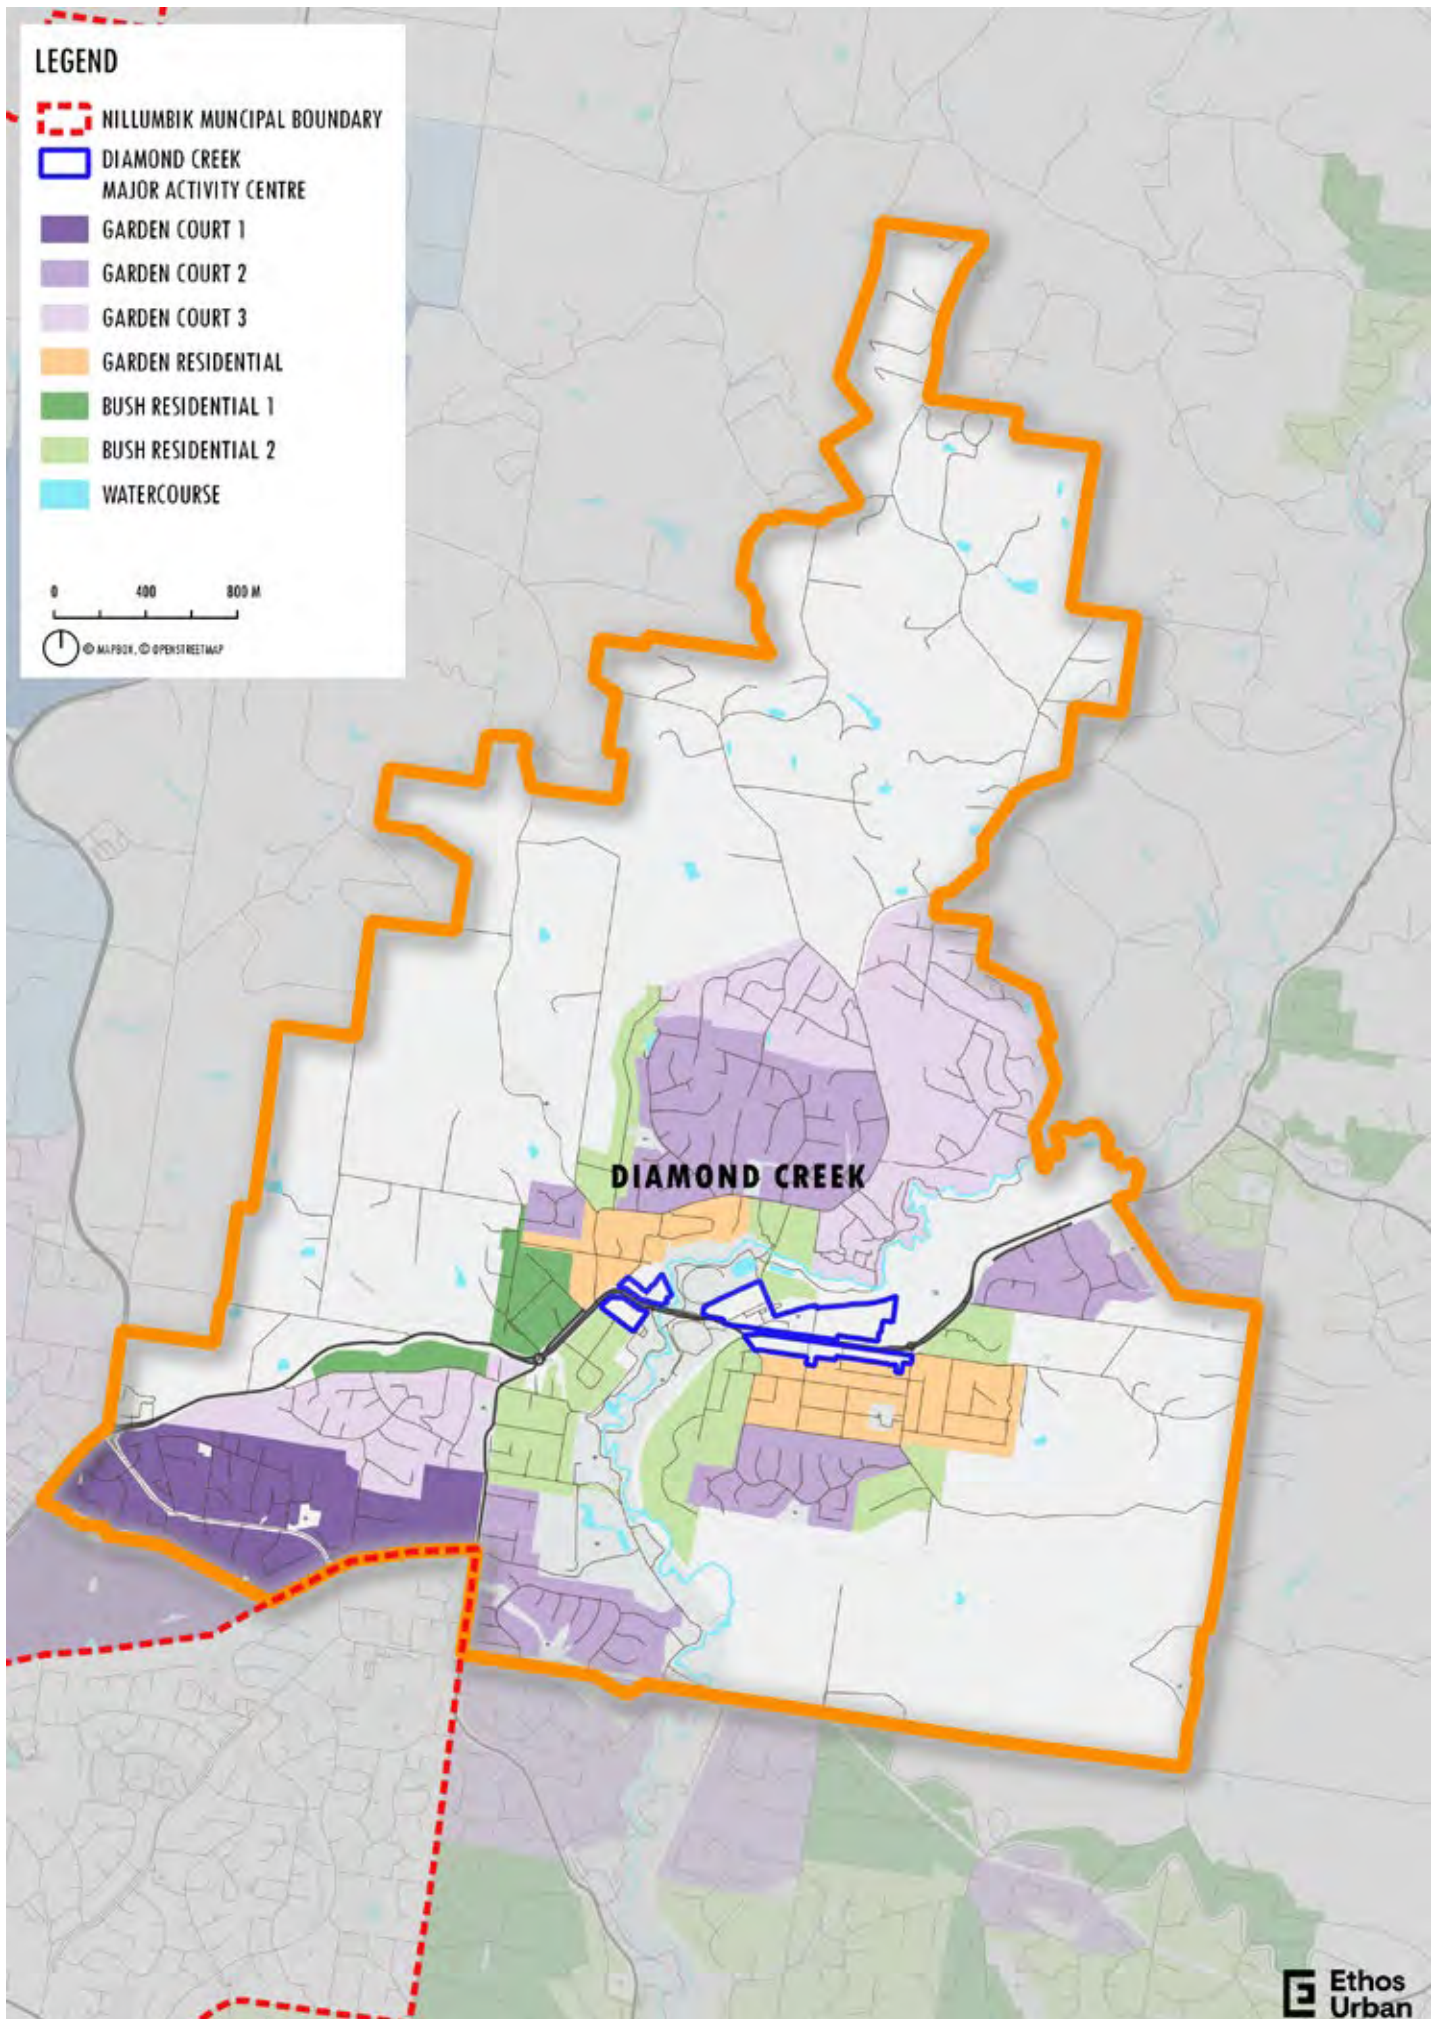 LEGEND
NILLUMBIK MUNCIPAL BOUNDARY
DIAMOND CREEK
MAJOR ACTIVITY CENTRE
GARDEN COURT 1
GARDEN COURT 2
GARDEN COURT 3
GARDEN RESIDENTIAL
BUSH RESIDENTIAL 1
BUSH RESIDENTIAL 2
WATERCOURSE
0 400 800 M
© MAPBOX, © OPENSTREETMAP
DIAMOND CREEK
Ethos
Urban